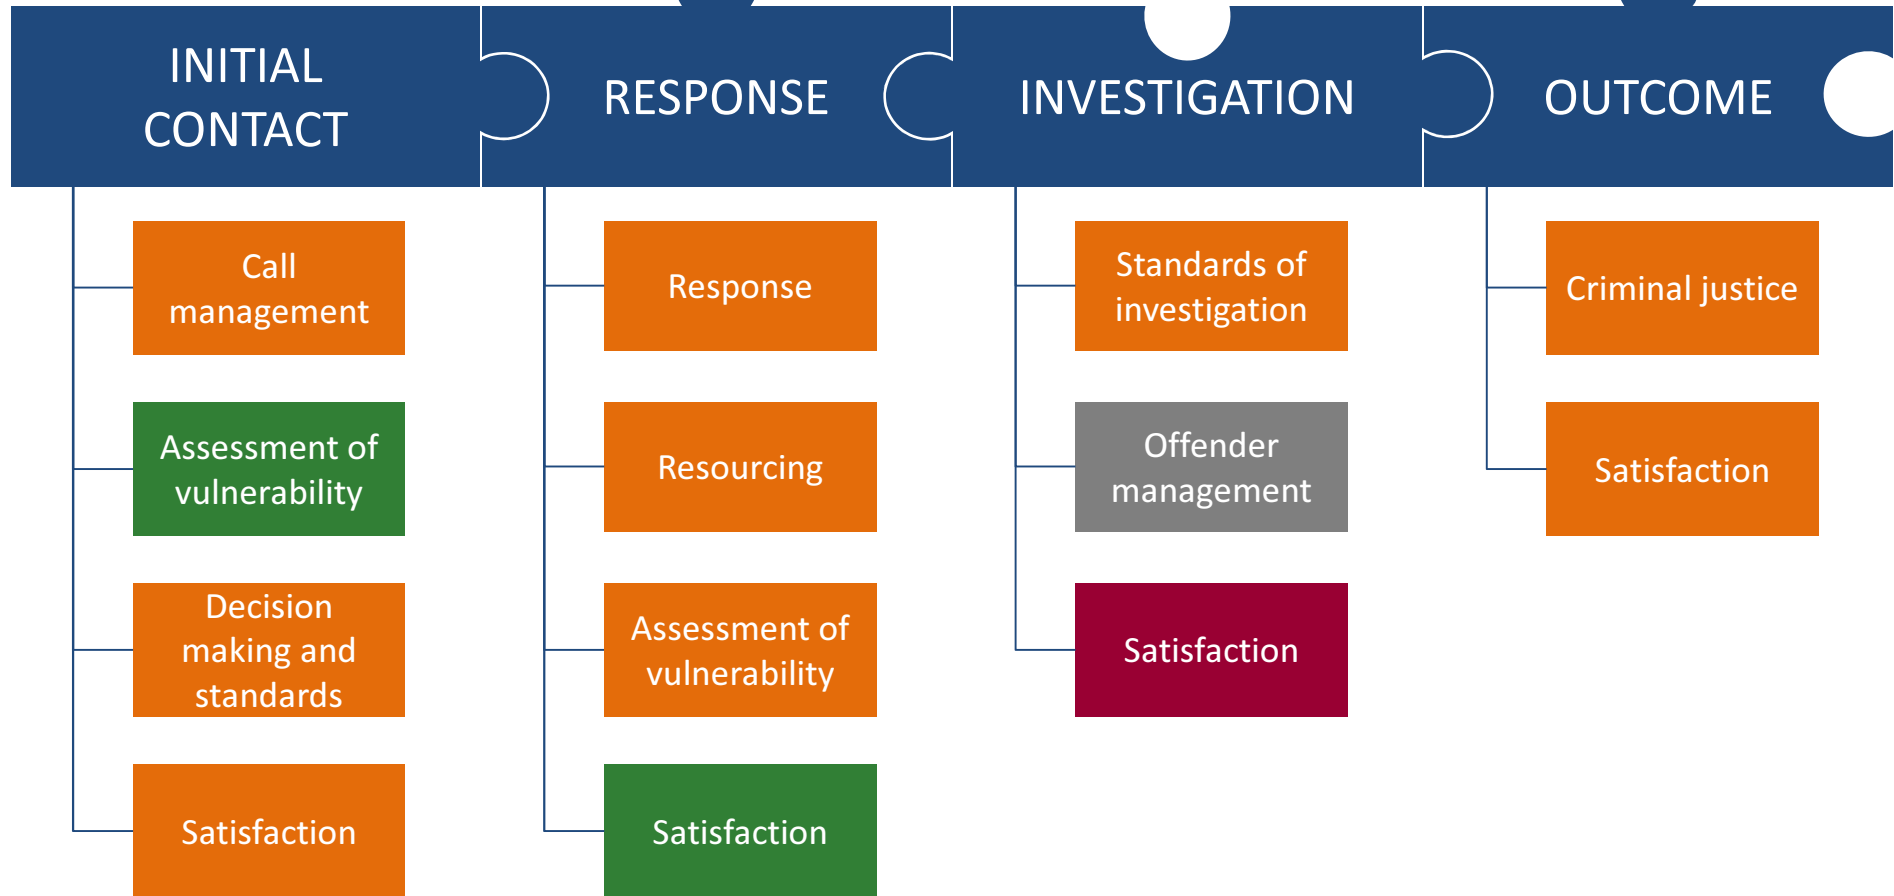 INITIAL
CONTACT
RESPONSE
INVESTIGATION
OUTCOME
Call
management
Assessment of
vulnerability
Decision
making and
standards
Satisfaction
Response
Resourcing
Assessment of
vulnerability
Satisfaction
Standards of
investigation
Offender
management
Satisfaction
Criminal justice
Satisfaction